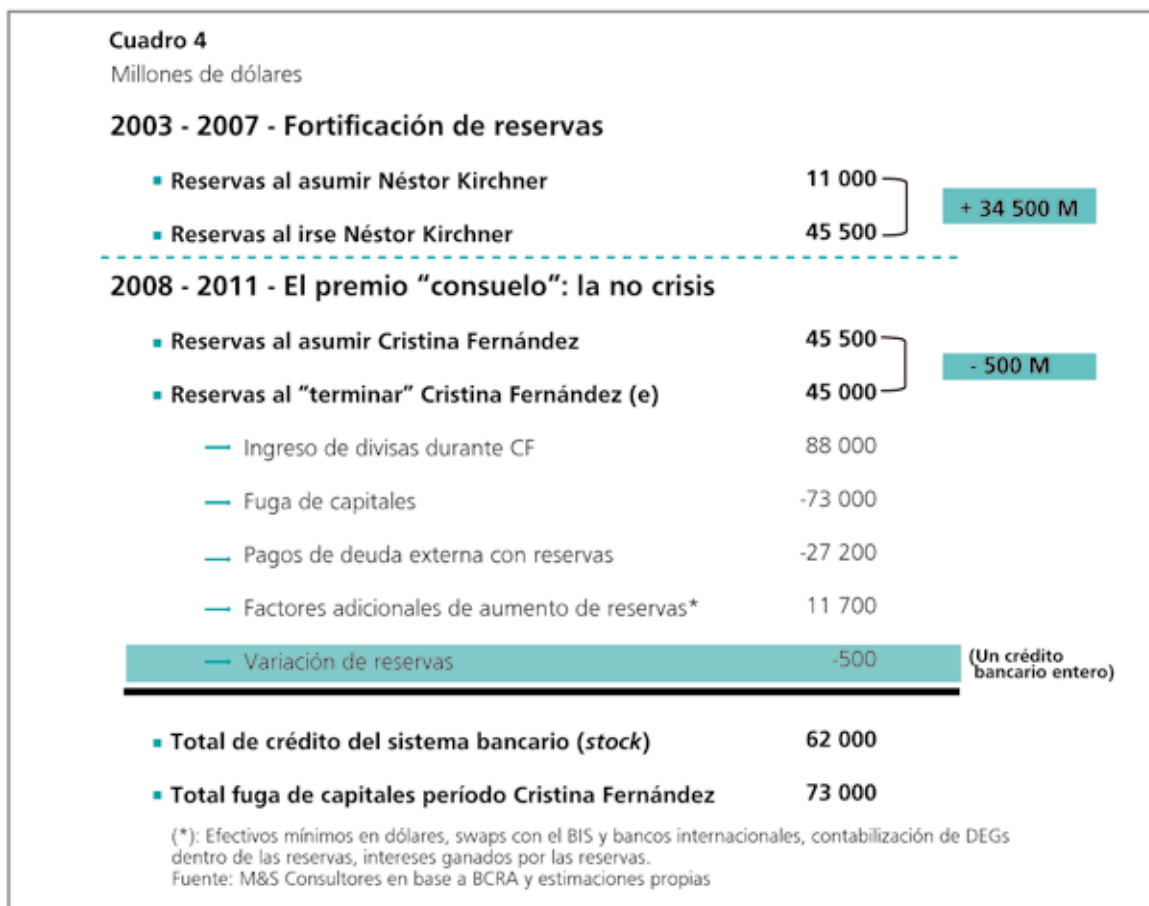 Cuadro 4
Millones de dólares
2003 - 2007 - Fortificación de reservas
Reservas al asumir Néstor Kirchner 11 000
+ 34 500 M
Reservas al irse Néstor Kirchner 45 500
2008 - 2011 - El premio “consuelo”: la no crisis
Reservas al asumir Cristina Fernández 45 500
- 500 M
Reservas al “terminar” Cristina Fernández (e) 45 000
Ingreso de divisas durante CF 88 000
Fuga de capitales -73 000
Pagos de deuda externa con reservas -27 200
Factores adicionales de aumento de reservas* 11 700
Variación de reservas -500
(Un crédito
bancario entero)
Total de crédito del sistema bancario (stock) 62 000
Total fuga de capitales período Cristina Fernández 73 000
(*): Efectivos mínimos en dólares, swaps con el BIS y bancos internacionales, contabilización de DEGs
dentro de las reservas, intereses ganados por las reservas.
Fuente: M&S Consultores en base a BCRA y estimaciones propias